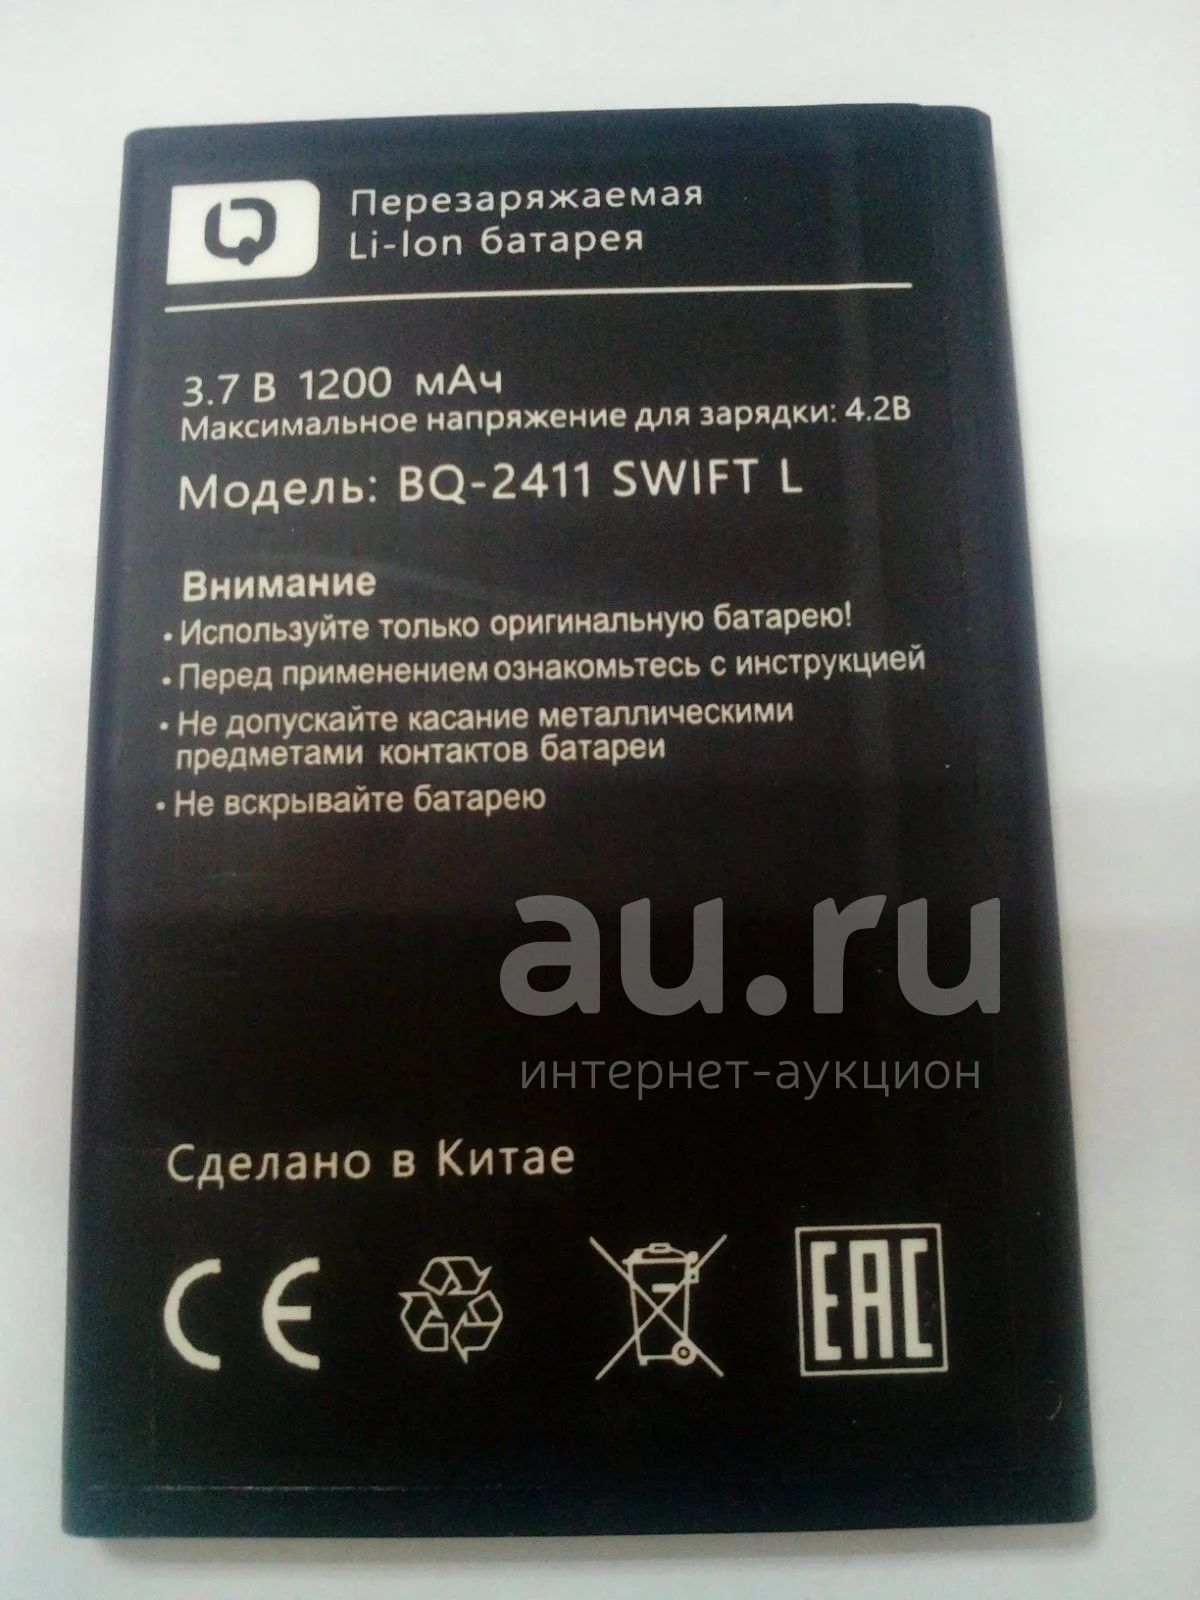 Перезаряжаемая
Li-Ion батарея
3.7 В 1200 мАч
Максимальное напряжение для зарядки: 4.2В
Модель: BQ-2411 SWIFT L
Внимание
• Используйте только оригинальную батарею!
• Перед применением ознакомьтесь с инструкцией
• Не допускайте касание металлическими
предметами контактов батареи
• Не вскрывайте батарею
au.ru
интернет-аукцион
Сделано в Китае
CE
EAC